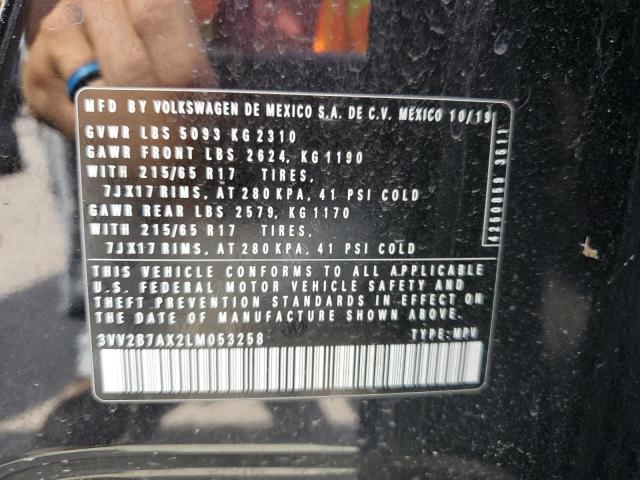 MFD BY VOLKSWAGEN DE MEXICO S.A. DE C.V. MEXICO 10/19
GVWR LBS 5093 KG 2310
GAWR FRONT LBS 2624, KG 1190
WITH 215/65 R17 TIRES,
7JX17 RIMS, AT 280 KPA, 41 PSI COLD
GAWR REAR LBS 2579, KG 1170
WITH 215/65 R17 TIRES,
7JX17 RIMS, AT 280 KPA, 41 PSI COLD
THIS VEHICLE CONFORMS TO ALL APPLICABLE
U.S. FEDERAL MOTOR VEHICLE SAFETY AND
THEFT PREVENTION STANDARDS IN EFFECT ON
THE DATE OF MANUFACTURE SHOWN ABOVE.
3VV2B7AX2LM053258 TYPE: MPV